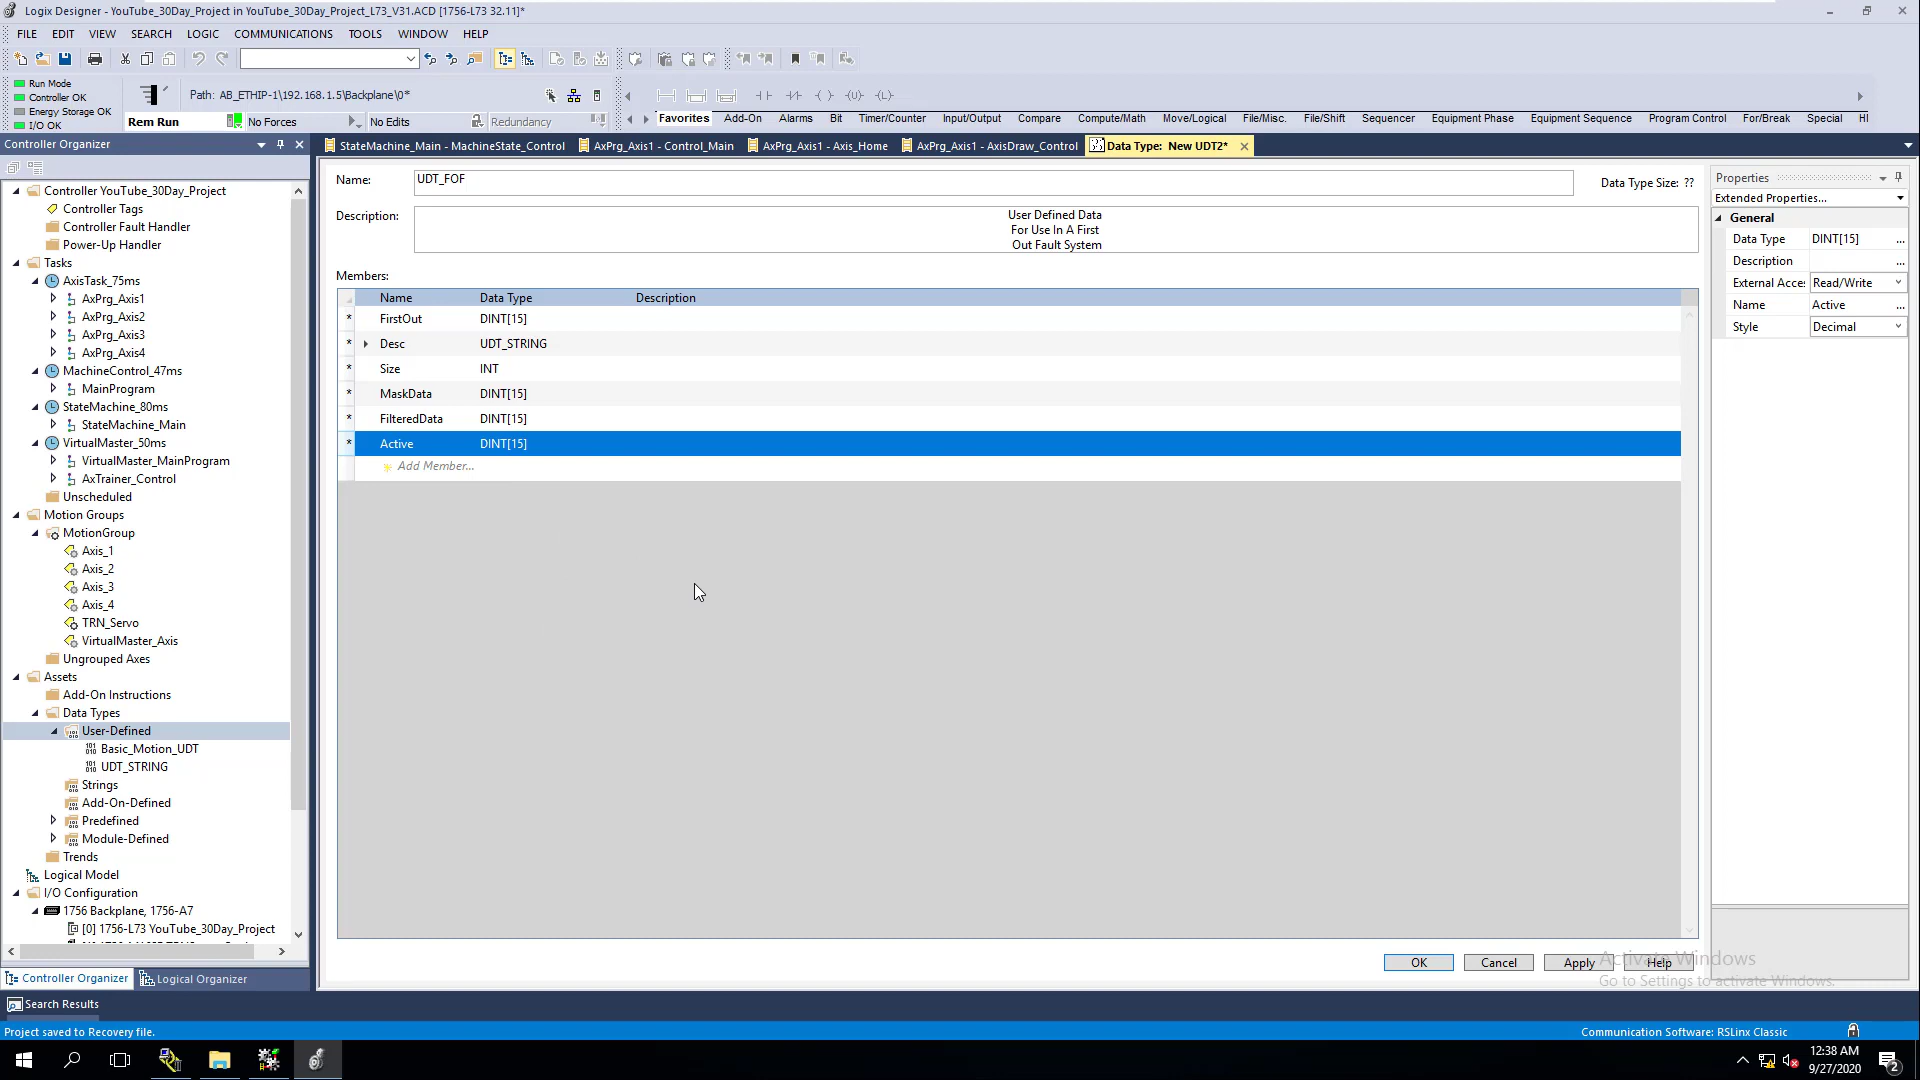 Logix Designer - YouTube_30Day_Project in YouTube_30Day_Project_L73_V31.ACD [1756-L73 32.11]*
FILE EDIT VIEW SEARCH LOGIC COMMUNICATIONS TOOLS WINDOW HELP
Run Mode
Controller OK
Energy Storage OK
I/O OK
Path: AB_ETHIP-1\192.168.1.5\Backplane\0*
Rem Run No Forces No Edits Redundancy
Favorites Add-On Alarms Bit Timer/Counter Input/Output Compare Compute/Math Move/Logical File/Misc. File/Shift Sequencer Equipment Phase Equipment Sequence Program Control For/Break Special HI
Controller Organizer
StateMachine_Main - MachineState_Control AxPrg_Axis1 - Control_Main AxPrg_Axis1 - Axis_Home AxPrg_Axis1 - AxisDraw_Control Data Type: New UDT2*
Controller YouTube_30Day_Project
Controller Tags
Controller Fault Handler
Power-Up Handler
Tasks
AxisTask_75ms
AxPrg_Axis1
AxPrg_Axis2
AxPrg_Axis3
AxPrg_Axis4
MachineControl_47ms
MainProgram
StateMachine_80ms
StateMachine_Main
VirtualMaster_50ms
VirtualMaster_MainProgram
AxTrainer_Control
Unscheduled
Motion Groups
MotionGroup
Axis_1
Axis_2
Axis_3
Axis_4
TRN_Servo
VirtualMaster_Axis
Ungrouped Axes
Assets
Add-On Instructions
Data Types
User-Defined
Basic_Motion_UDT
UDT_STRING
Strings
Add-On-Defined
Predefined
Module-Defined
Trends
Logical Model
I/O Configuration
1756 Backplane, 1756-A7
[0] 1756-L73 YouTube_30Day_Project
Controller Organizer Logical Organizer
Name: UDT_FOF Data Type Size: ??
Description:
User Defined Data
For Use In A First
Out Fault System
Members:
Name Data Type Description
* FirstOut DINT[15]
* Desc UDT_STRING
* Size INT
* MaskData DINT[15]
* FilteredData DINT[15]
* Active DINT[15]
Add Member...
OK Cancel Apply Help
Properties
Extended Properties...
General
Data Type DINT[15] ...
Description ...
External Acces Read/Write
Name Active ...
Style Decimal
Activate Windows
Go to Settings to activate Windows.
Search Results
Project saved to Recovery file.
Communication Software: RSLinx Classic
12:38 AM
9/27/2020
2